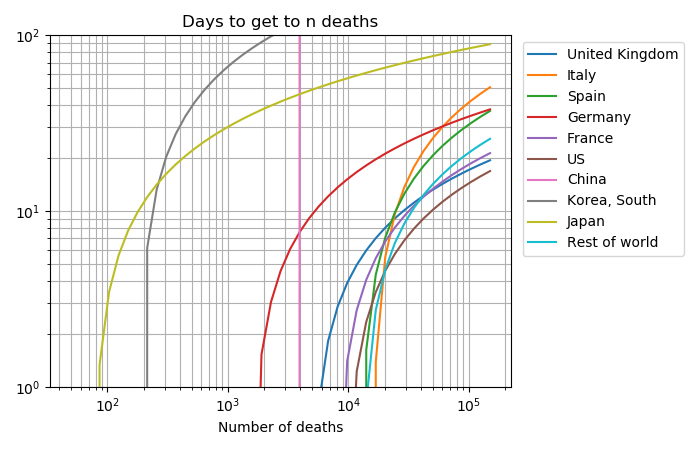 Days to get to n deaths
10²
10¹
10⁰
10² 10³ 10⁴ 10⁵
Number of deaths
United Kingdom
Italy
Spain
Germany
France
US
China
Korea, South
Japan
Rest of world